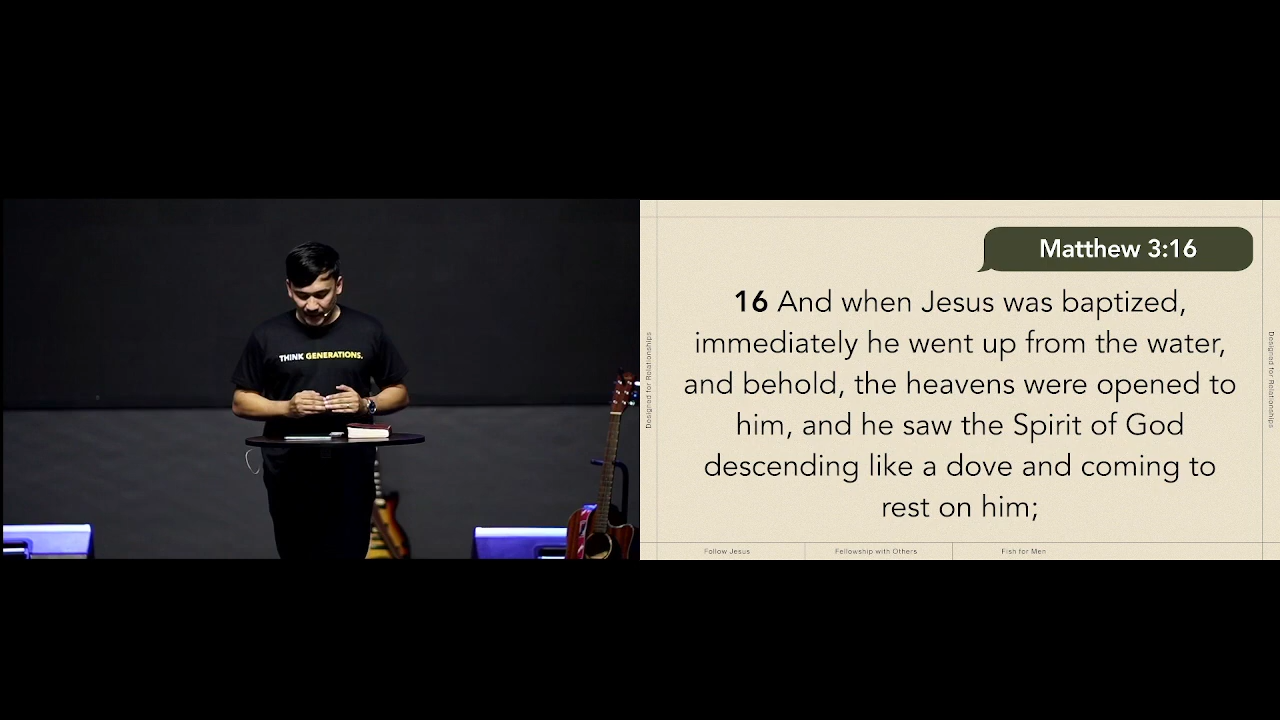 THINK GENERATIONS.
Matthew 3:16
16 And when Jesus was baptized,
immediately he went up from the water,
and behold, the heavens were opened to
him, and he saw the Spirit of God
descending like a dove and coming to
rest on him;
Designed for Relationships
Designed for Relationships
Follow Jesus
Fellowship with Others
Fish for Men